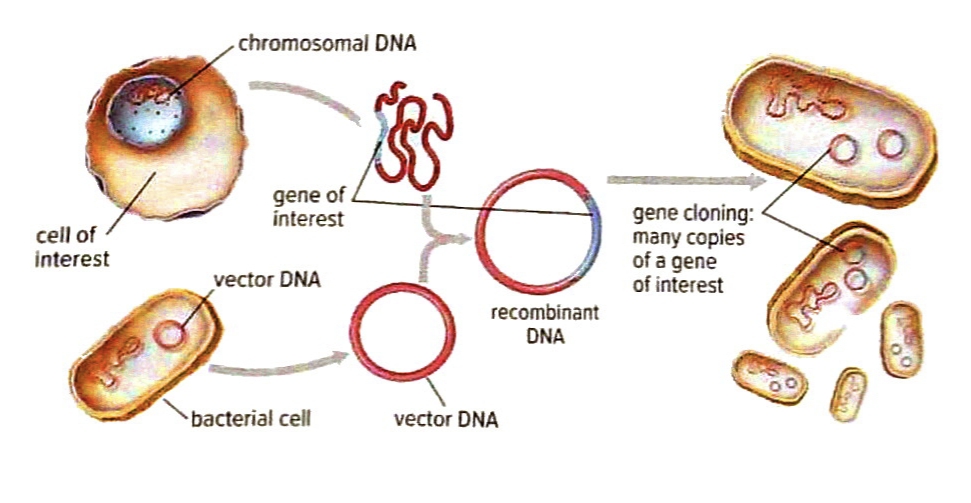 chromosomal DNA
gene of
interest
cell of
interest
vector DNA
bacterial cell
vector DNA
recombinant
DNA
gene cloning:
many copies
of a gene
of interest